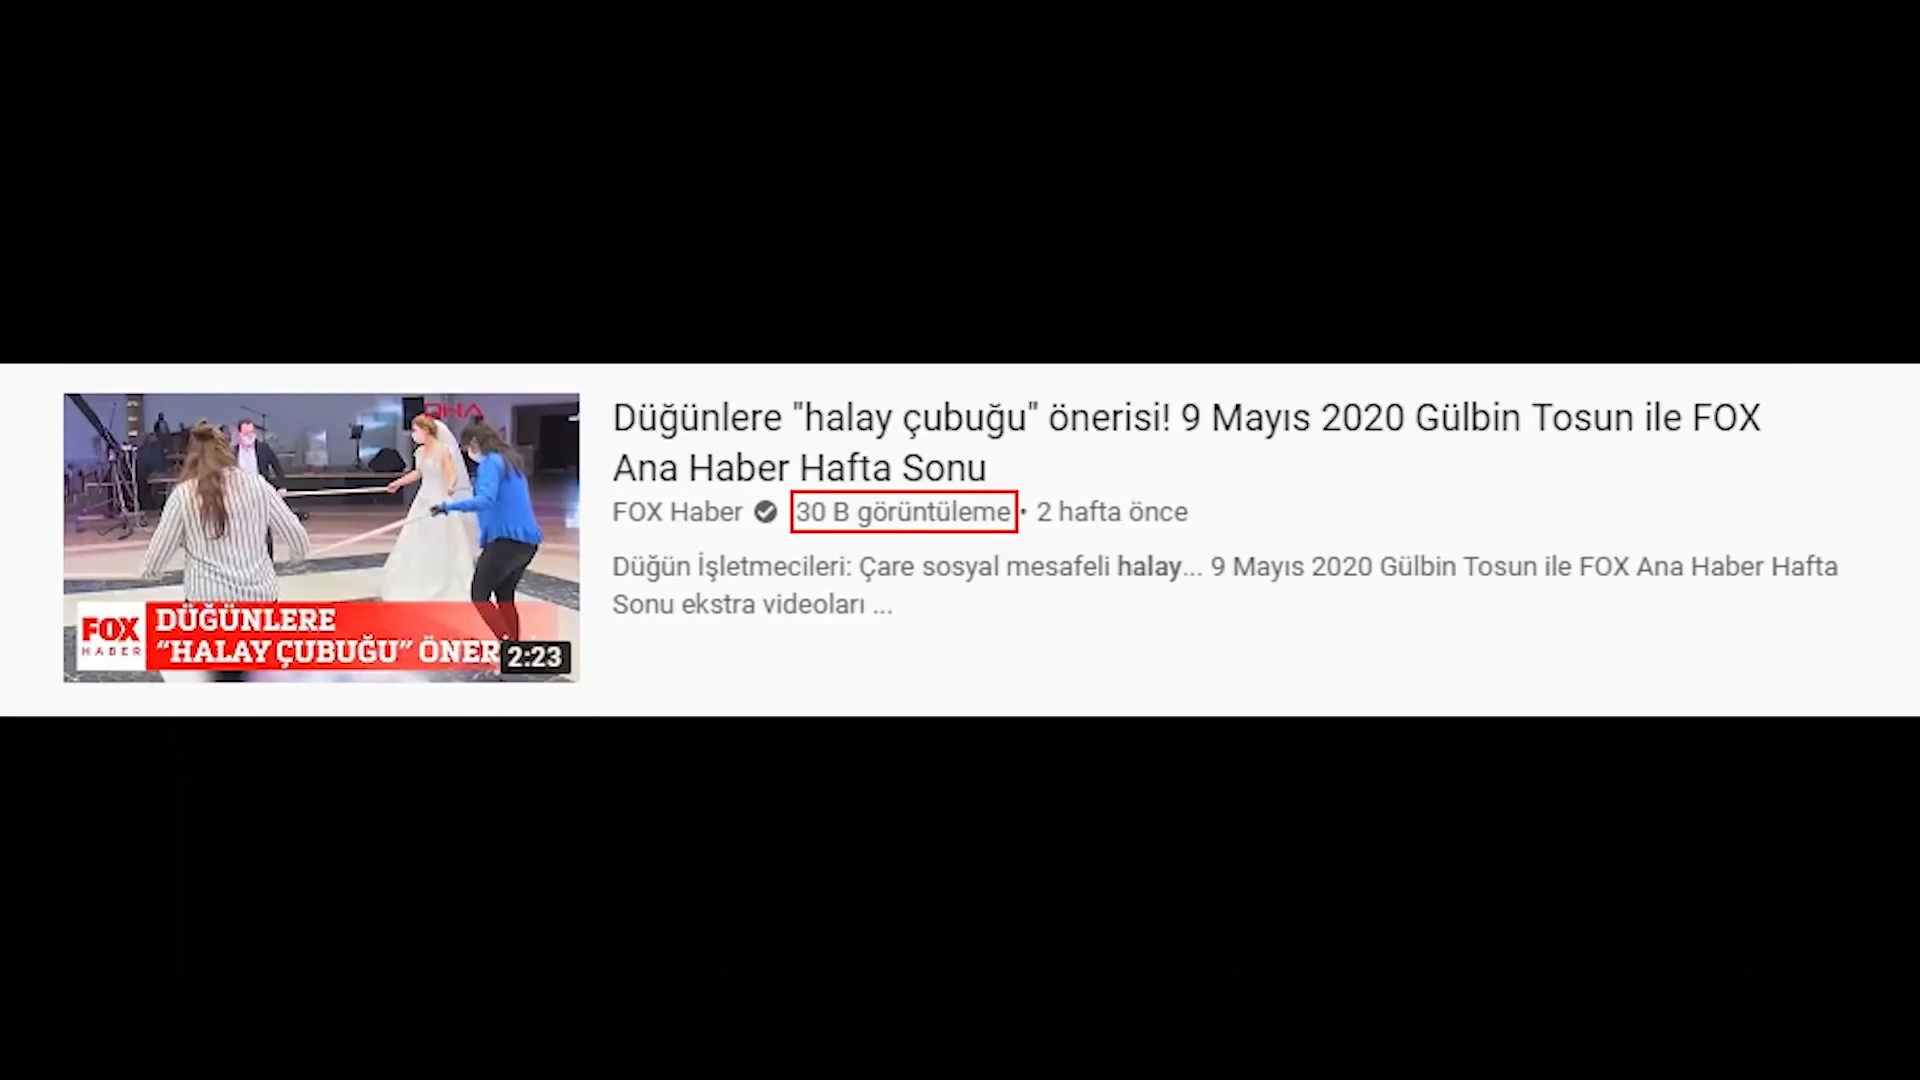 DHA
DÜĞÜNLERE
"HALAY ÇUBUĞU" ÖNER
FOX
HABER
2:23
Düğünlere "halay çubuğu" önerisi! 9 Mayıs 2020 Gülbin Tosun ile FOX
Ana Haber Hafta Sonu
FOX Haber 30 B görüntüleme • 2 hafta önce
Düğün İşletmecileri: Çare sosyal mesafeli halay... 9 Mayıs 2020 Gülbin Tosun ile FOX Ana Haber Hafta
Sonu ekstra videoları ...